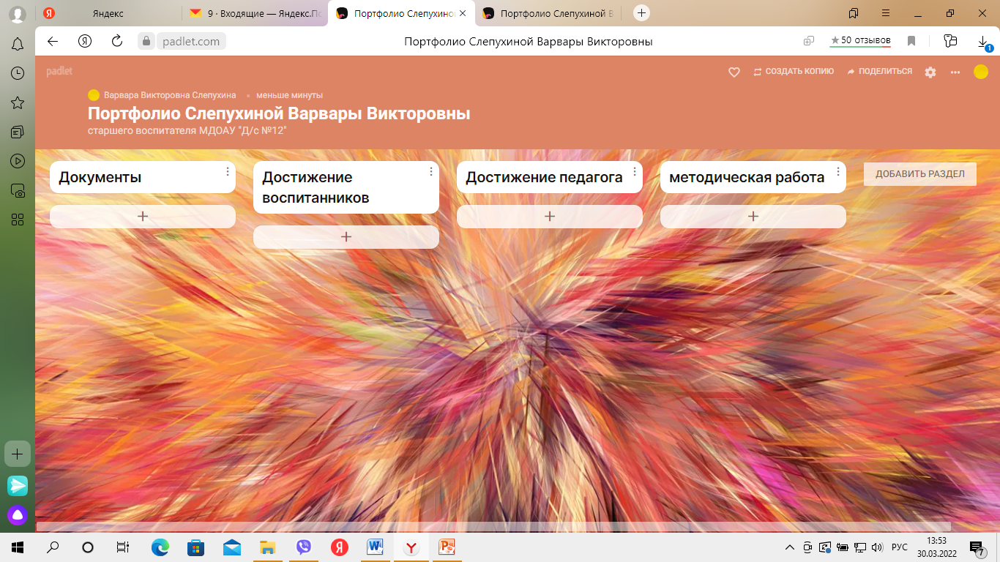 Яндекс
9 · Входящие — Яндекс.По
Портфолио Слепухиной
Портфолио Слепухиной В
padlet.com
Портфолио Слепухиной Варвары Викторовны
50 отзывов
1
padlet
СОЗДАТЬ КОПИЮ
ПОДЕЛИТЬСЯ
Варвара Викторовна Слепухина
меньше минуты
Портфолио Слепухиной Варвары Викторовны
старшего воспитателя МДОАУ "Д/с №12"
Документы
Достижение
воспитанников
Достижение педагога
методическая работа
ДОБАВИТЬ РАЗДЕЛ
РУС
13:53
30.03.2022
7